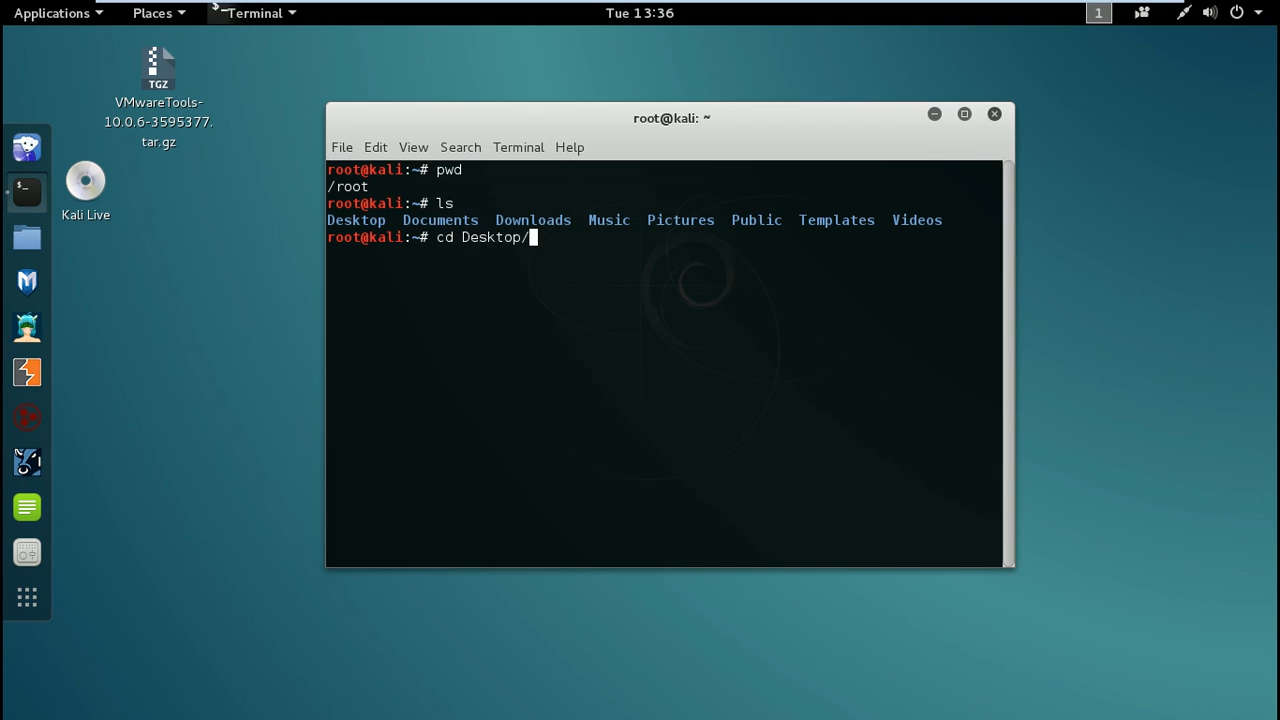 Applications Places Terminal Tue 13:36 1
TGZ
VMwareTools-
10.0.6-3595377.
tar.gz
Kali Live
root@kali: ~
File Edit View Search Terminal Help
root@kali:~# pwd
/root
root@kali:~# ls
Desktop Documents Downloads Music Pictures Public Templates Videos
root@kali:~# cd Desktop/